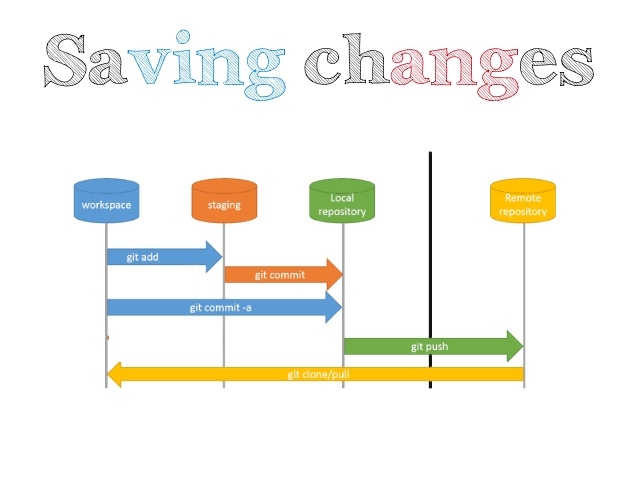 Saving changes
workspace
staging
Local
repository
Remote
repository
git add
git commit
git commit -a
git push
git clone/pull